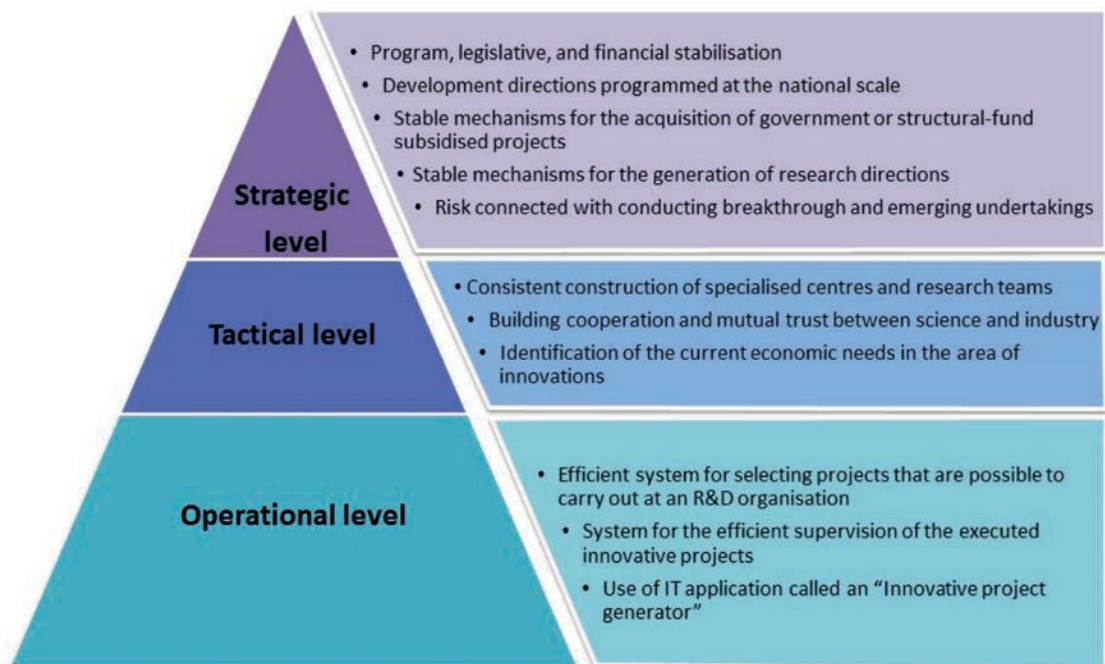 • Program, legislative, and financial stabilisation
• Development directions programmed at the national scale
• Stable mechanisms for the acquisition of government or structural-fund
subsidised projects
• Stable mechanisms for the generation of research directions
• Risk connected with conducting breakthrough and emerging undertakings
Strategic
level
• Consistent construction of specialised centres and research teams
• Building cooperation and mutual trust between science and industry
• Identification of the current economic needs in the area of
innovations
Tactical level
• Efficient system for selecting projects that are possible to
carry out at an R&D organisation
• System for the efficient supervision of the executed
innovative projects
• Use of IT application called an “Innovative project
generator”
Operational level